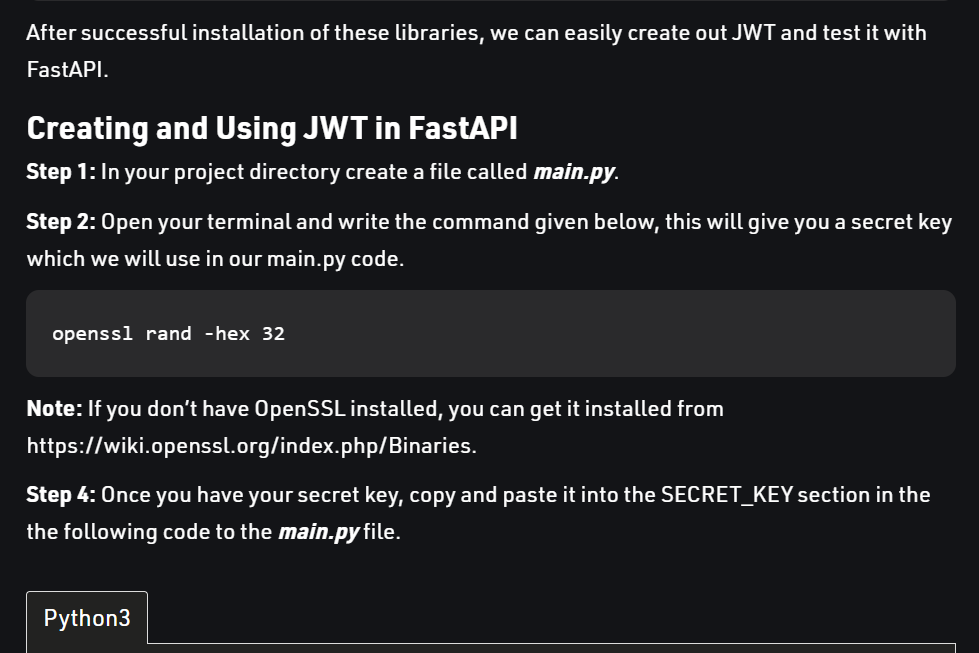 After successful installation of these libraries, we can easily create out JWT and test it with
FastAPI.
Creating and Using JWT in FastAPI
Step 1: In your project directory create a file called main.py.
Step 2: Open your terminal and write the command given below, this will give you a secret key
which we will use in our main.py code.
openssl rand -hex 32
Note: If you don’t have OpenSSL installed, you can get it installed from
https://wiki.openssl.org/index.php/Binaries.
Step 4: Once you have your secret key, copy and paste it into the SECRET_KEY section in the
the following code to the main.py file.
Python3